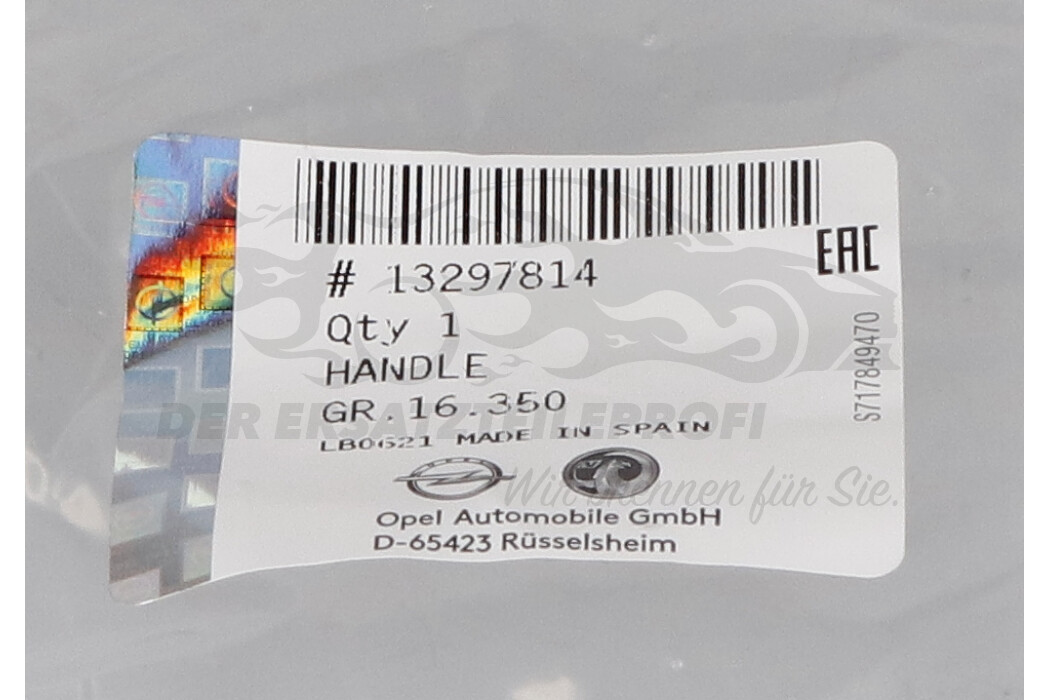 # 13297814
EAC
Qty 1
HANDLE
GR.16.350
LB0621 MADE IN SPAIN
S717849470
DER ERSATZTEILEPROFI
Wir brennen für Sie.
Opel Automobile GmbH
D-65423 Rüsselsheim